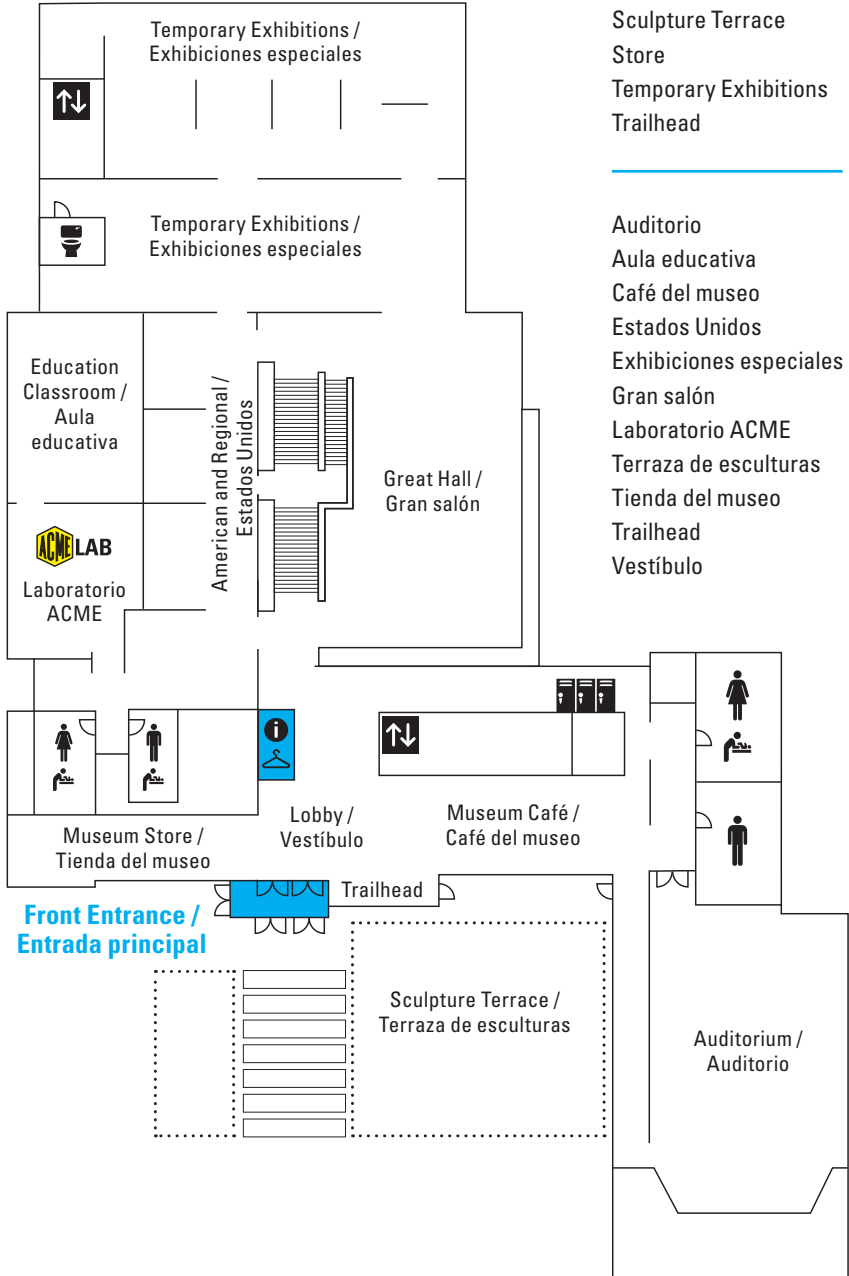 Temporary Exhibitions /
Exhibiciones especiales
Temporary Exhibitions /
Exhibiciones especiales
Education
Classroom /
Aula
educativa
American and Regional /
Estados Unidos
Great Hall /
Gran salón
ACME LAB
Laboratorio
ACME
i
Lobby /
Vestíbulo
Museum Café /
Café del museo
Museum Store /
Tienda del museo
Trailhead
Front Entrance /
Entrada principal
Sculpture Terrace /
Terraza de esculturas
Auditorium /
Auditorio
Sculpture Terrace
Store
Temporary Exhibitions
Trailhead
Auditorio
Aula educativa
Café del museo
Estados Unidos
Exhibiciones especiales
Gran salón
Laboratorio ACME
Terraza de esculturas
Tienda del museo
Trailhead
Vestíbulo